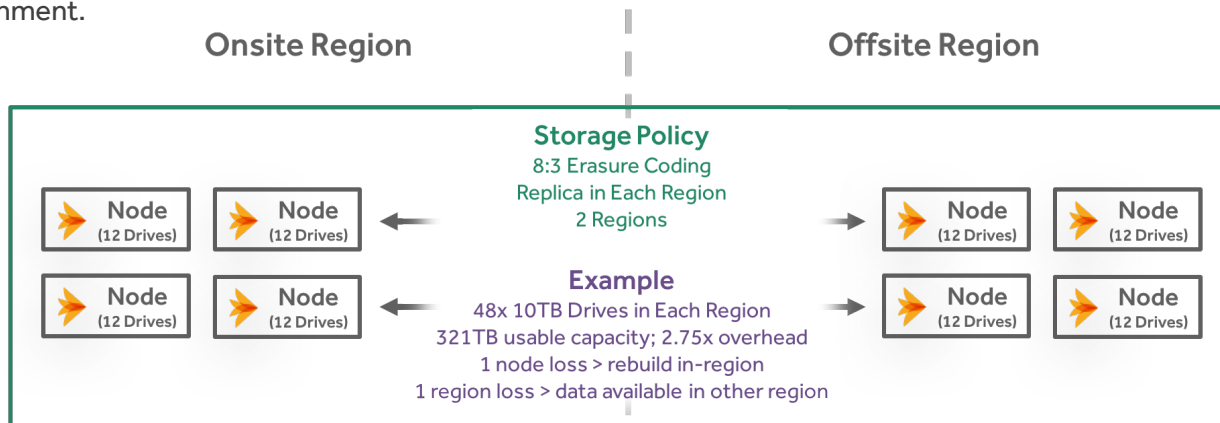 nment.
Onsite Region
Offsite Region
Storage Policy
8:3 Erasure Coding
Replica in Each Region
2 Regions
Node
(12 Drives)
Node
(12 Drives)
Node
(12 Drives)
Node
(12 Drives)
Example
48x 10TB Drives in Each Region
321TB usable capacity; 2.75x overhead
1 node loss > rebuild in-region
1 region loss > data available in other region
Node
(12 Drives)
Node
(12 Drives)
Node
(12 Drives)
Node
(12 Drives)